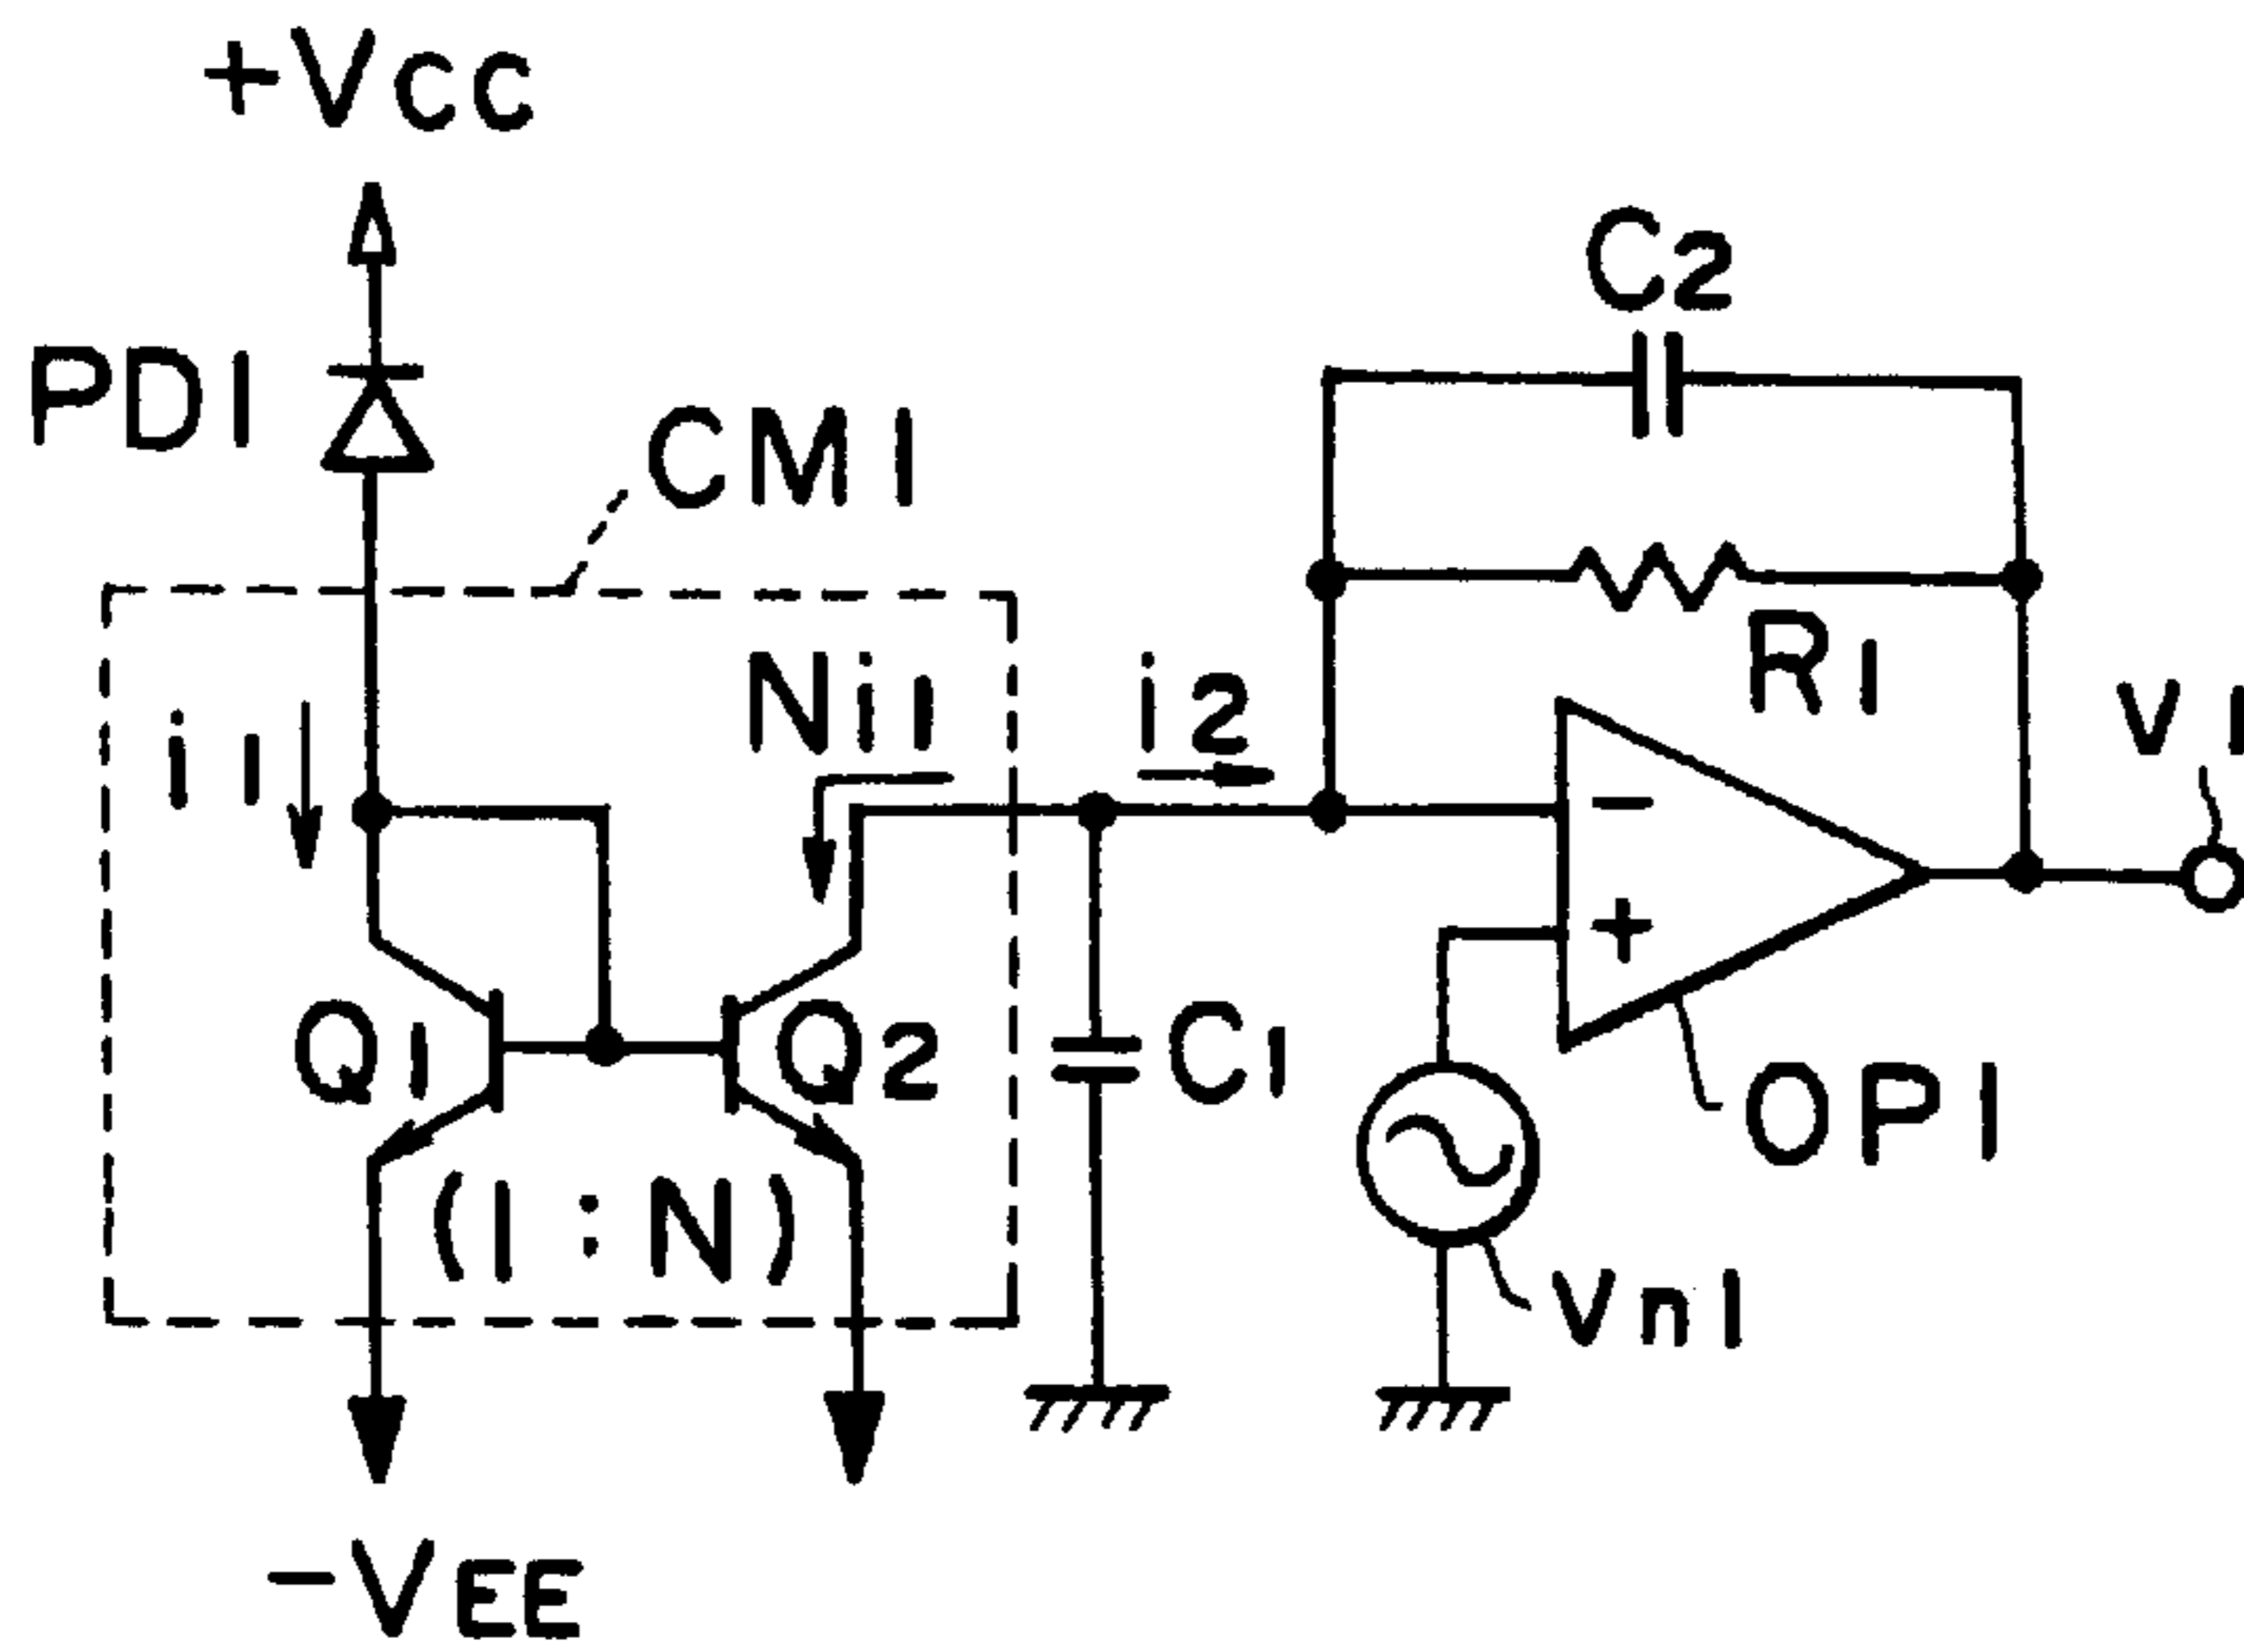 +VCC
C2
PD1
CM1
R1
Ni1
i2
V1
i1
−
+
Q1
Q2
C1
OP1
(1:N)
Vn1
−VEE